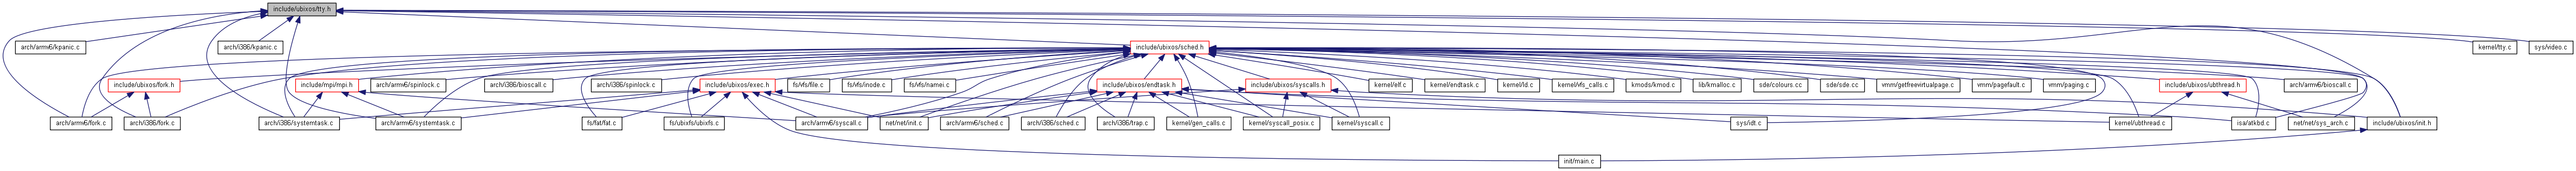 include/ubixos/tty.h
arch/armv6/kpanic.c
arch/i386/kpanic.c
include/ubixos/sched.h
kernel/tty.c
sys/video.c
include/ubixos/fork.h
include/mpi/mpi.h
arch/armv6/spinlock.c
arch/i386/bioscall.c
arch/i386/spinlock.c
include/ubixos/exec.h
fs/vfs/file.c
fs/vfs/inode.c
fs/vfs/namei.c
include/ubixos/endtask.h
include/ubixos/syscalls.h
kernel/elf.c
kernel/endtask.c
kernel/ld.c
kernel/vfs_calls.c
kmods/kmod.c
lib/kmalloc.c
sde/colours.cc
sde/sde.cc
vmm/getfreevirtualpage.c
vmm/pagefault.c
vmm/paging.c
include/ubixos/ubthread.h
arch/armv6/bioscall.c
arch/armv6/fork.c
arch/i386/fork.c
arch/i386/systemtask.c
arch/armv6/systemtask.c
fs/fat/fat.c
fs/ubixfs/ubixfs.c
arch/armv6/syscall.c
net/net/init.c
arch/armv6/sched.c
arch/i386/sched.c
arch/i386/trap.c
kernel/gen_calls.c
kernel/syscall_posix.c
kernel/syscall.c
sys/idt.c
kernel/ubthread.c
isa/atkbd.c
net/net/sys_arch.c
include/ubixos/init.h
init/main.c